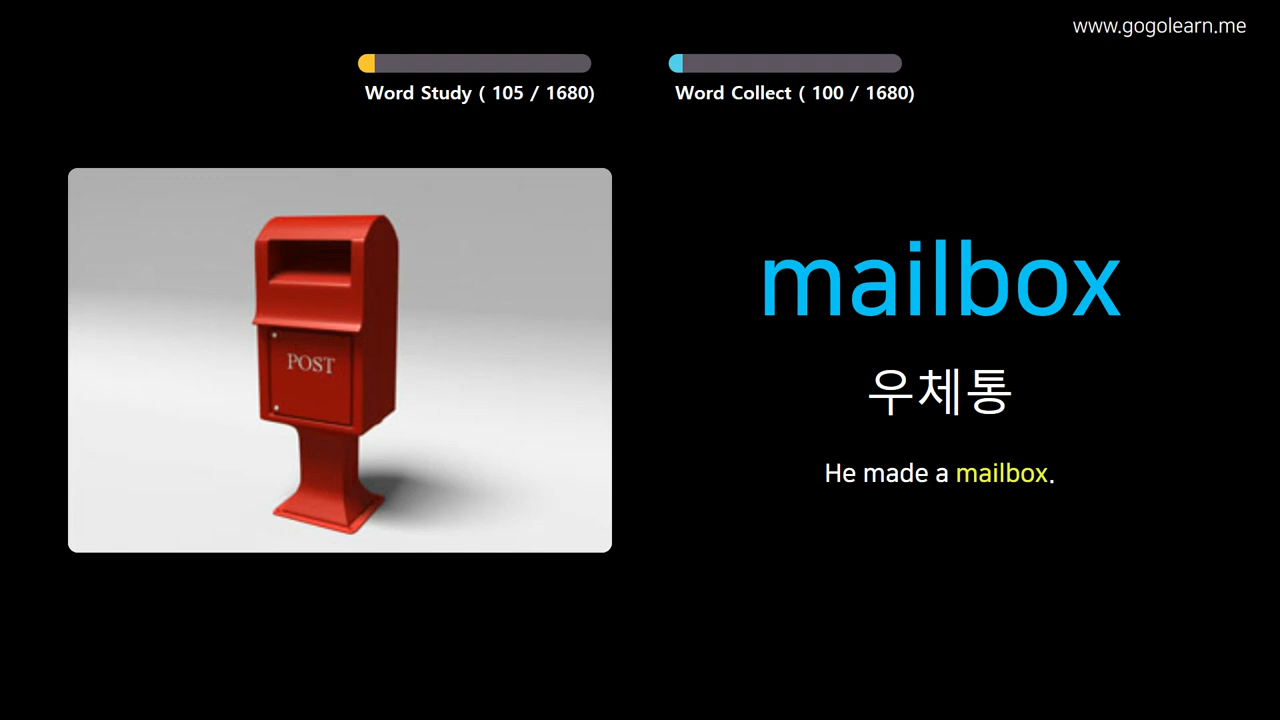 www.gogolearn.me
Word Study ( 105 / 1680)
Word Collect ( 100 / 1680)
POST
mailbox
우체통
He made a mailbox.